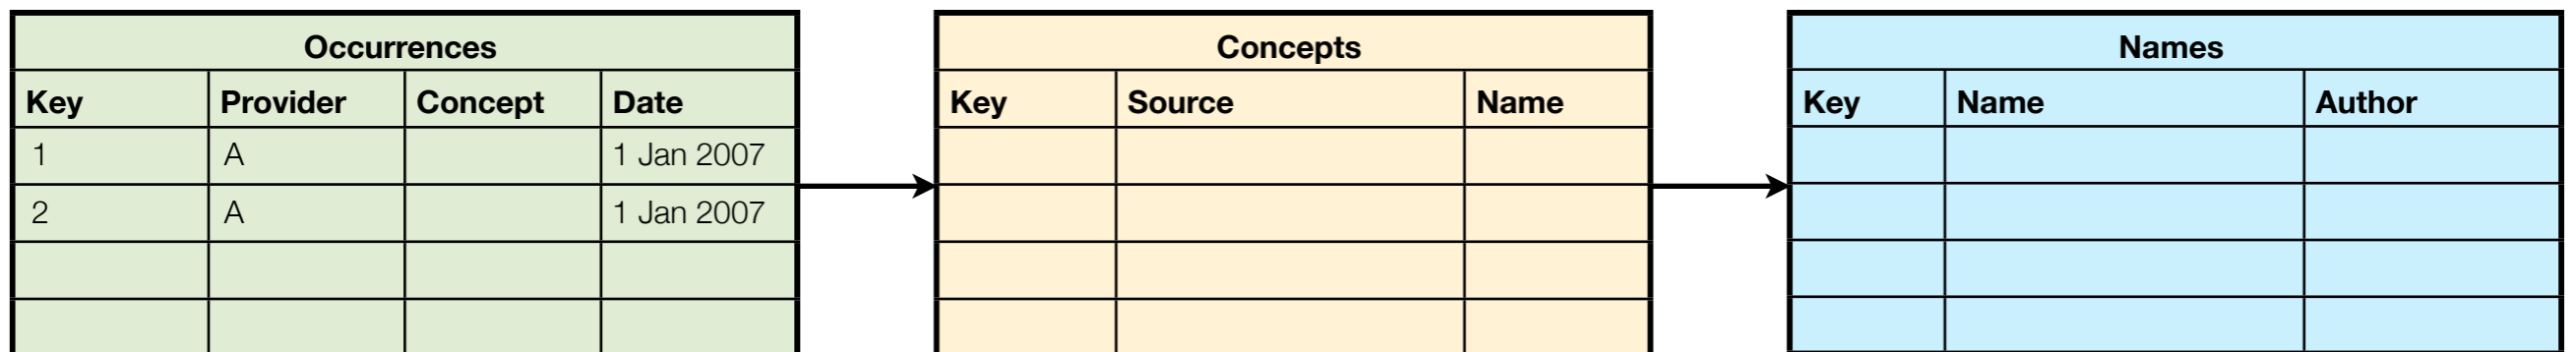 Occurrences Concepts Names
Key Provider Concept Date Key Source Name Key Name Author
1 A 1 Jan 2007
2 A 1 Jan 2007